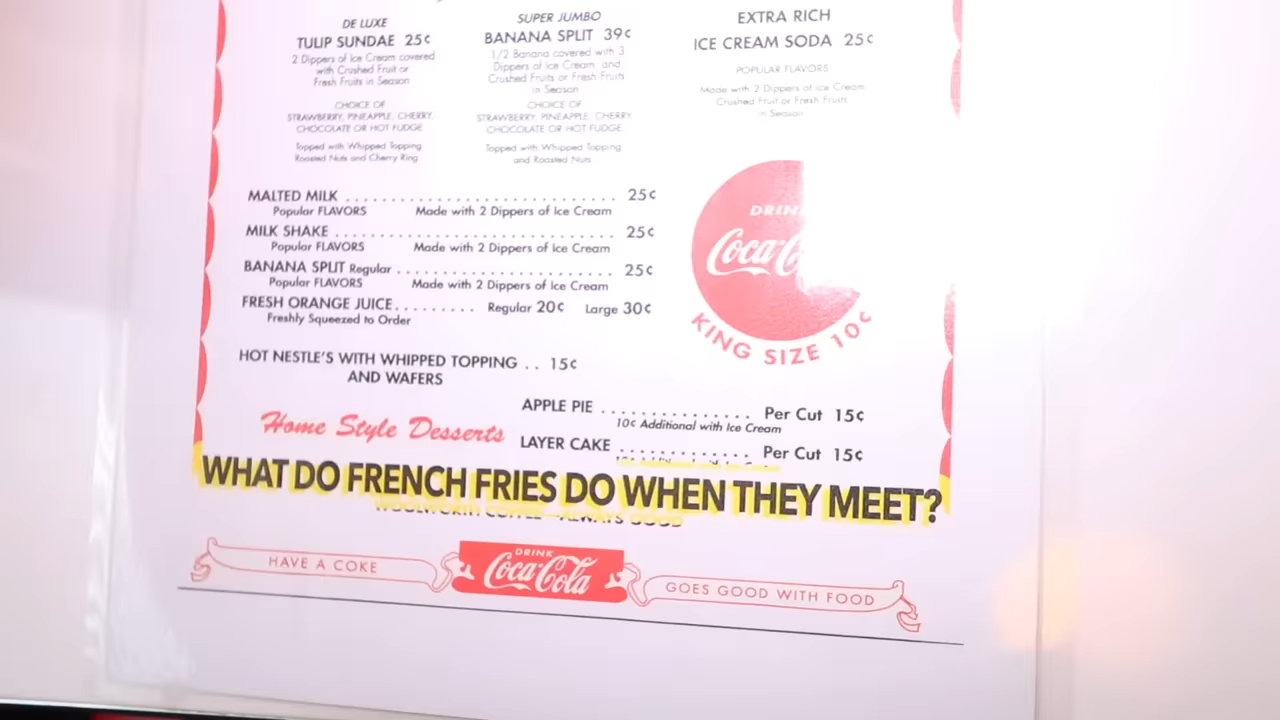 DE LUXE
TULIP SUNDAE 25¢
2 Dippers of Ice Cream covered
with Crushed Fruit or
Fresh Fruits in Season
CHOICE OF
STRAWBERRY, PINEAPPLE, CHERRY,
CHOCOLATE OR HOT FUDGE
Topped with Whipped Topping
Roasted Nuts and Cherry Ring
SUPER JUMBO
BANANA SPLIT 39¢
1/2 Banana covered with 3
Dippers of Ice Cream and
Crushed Fruits or Fresh Fruits
in Season
CHOICE OF
STRAWBERRY, PINEAPPLE, CHERRY,
CHOCOLATE OR HOT FUDGE
Topped with Whipped Topping
and Roasted Nuts
EXTRA RICH
ICE CREAM SODA 25¢
POPULAR FLAVORS
Made with 2 Dippers of Ice Cream
Crushed Fruit or Fresh Fruits
in Season
MALTED MILK ........................ 25¢
Popular FLAVORS Made with 2 Dippers of Ice Cream
MILK SHAKE ........................ 25¢
Popular FLAVORS Made with 2 Dippers of Ice Cream
BANANA SPLIT Regular .................... 25¢
Popular FLAVORS Made with 2 Dippers of Ice Cream
FRESH ORANGE JUICE......... Regular 20¢ Large 30¢
Freshly Squeezed to Order
HOT NESTLE'S WITH WHIPPED TOPPING .. 15¢
AND WAFERS
DRIN
Coca-C
KING SIZE 10¢
Home Style Desserts
APPLE PIE ............... Per Cut 15¢
10¢ Additional with Ice Cream
LAYER CAKE ............. Per Cut 15¢
WHAT DO FRENCH FRIES DO WHEN THEY MEET?
WOOLWORTH COFFEE—ALWAYS GOOD
HAVE A COKE
DRINK
Coca-Cola
GOES GOOD WITH FOOD